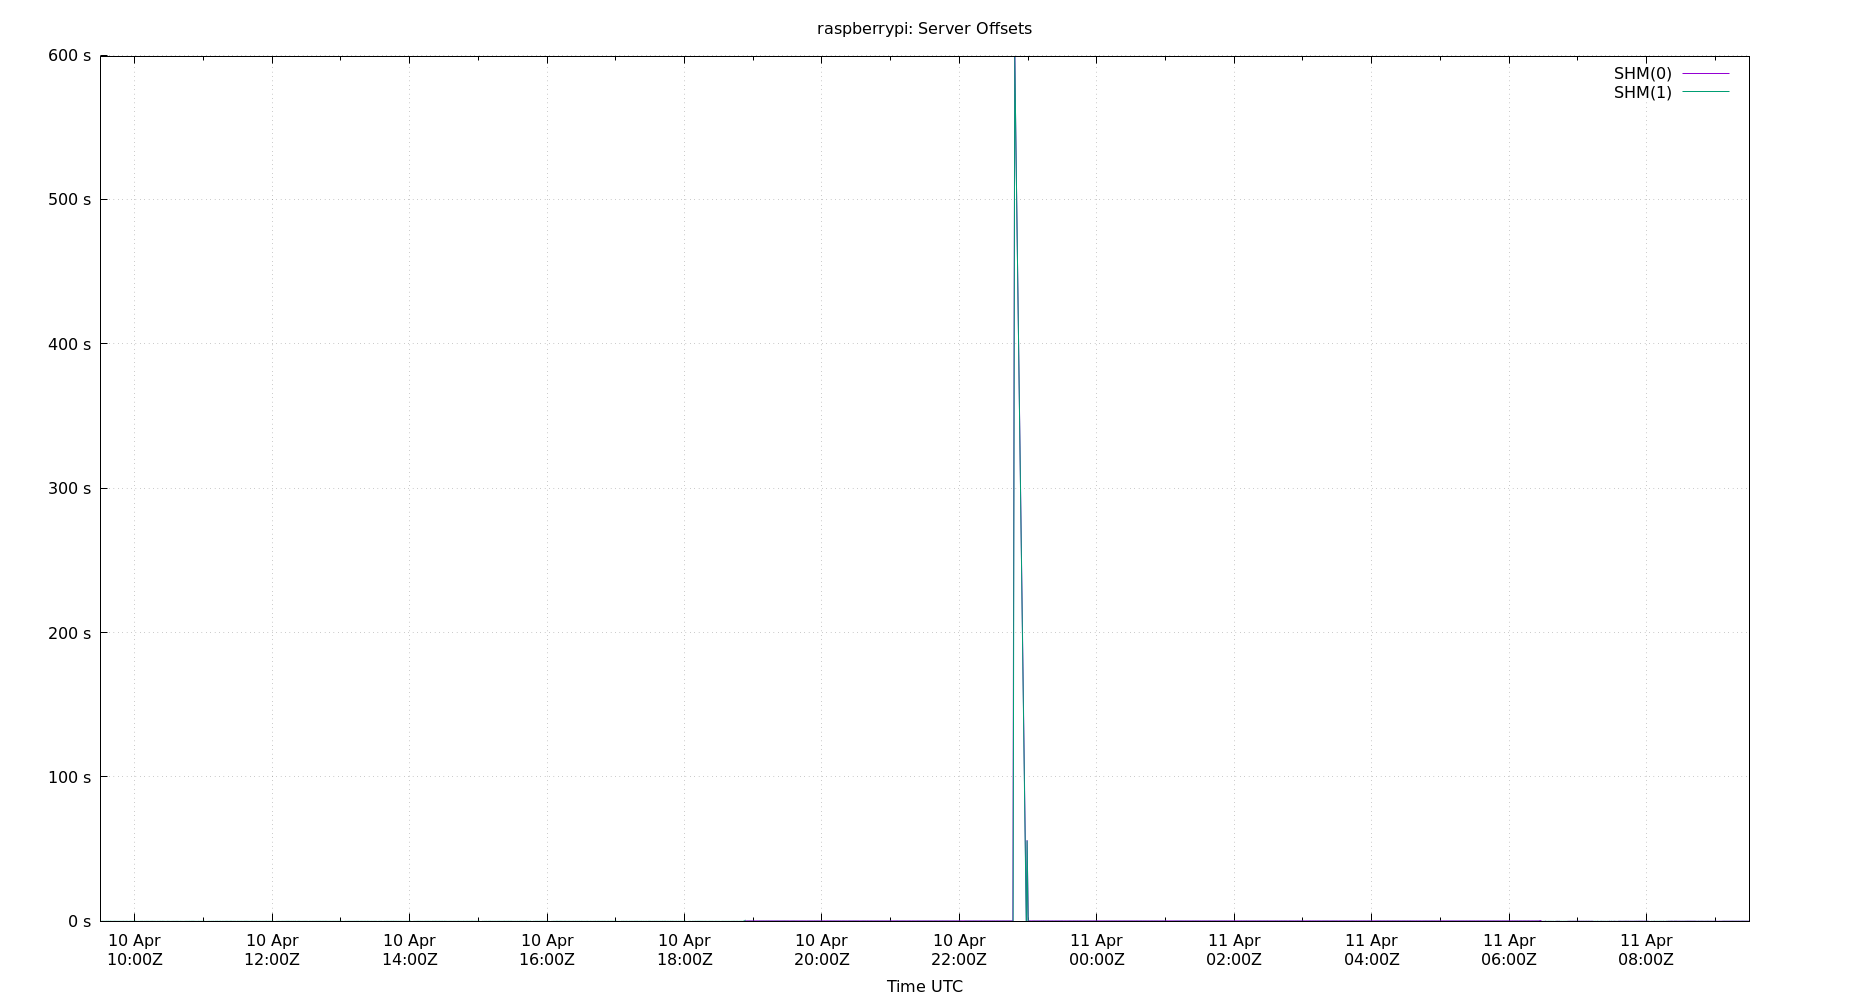 raspberrypi: Server Offsets
600 s
500 s
400 s
300 s
200 s
100 s
0 s
SHM(0)
SHM(1)
10 Apr 10 Apr 10 Apr 10 Apr 10 Apr 10 Apr 10 Apr 11 Apr 11 Apr 11 Apr 11 Apr 11 Apr
10:00Z 12:00Z 14:00Z 16:00Z 18:00Z 20:00Z 22:00Z 00:00Z 02:00Z 04:00Z 06:00Z 08:00Z
Time UTC